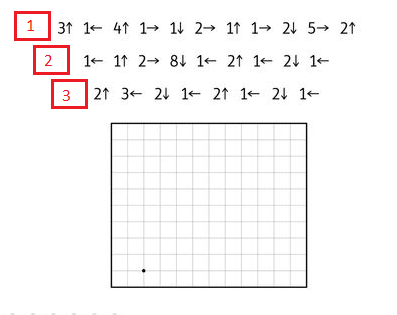 1 3↑ 1← 4↑ 1→ 1↓ 2→ 1↑ 1→ 2↓ 5→ 2↑
2 1← 1↑ 2→ 8↓ 1← 2↑ 1← 2↓ 1←
3 2↑ 3← 2↓ 1← 2↑ 1← 2↓ 1←